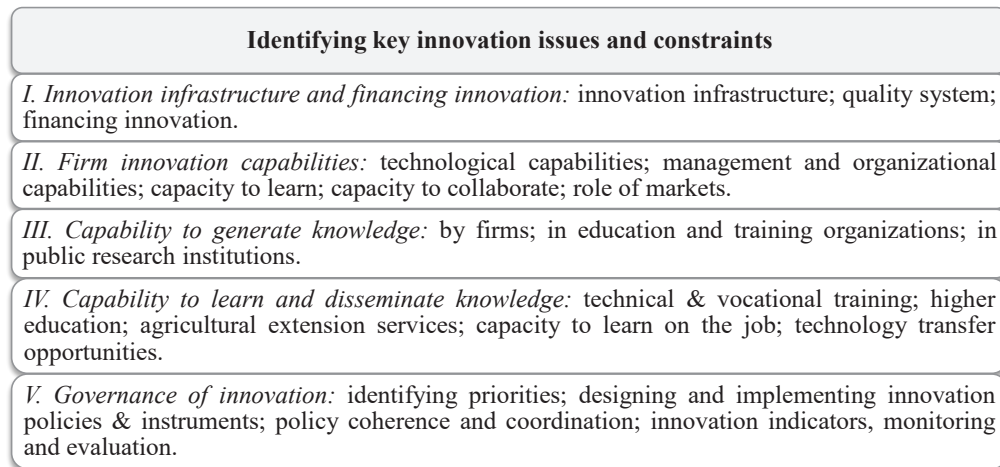 Identifying key innovation issues and constraints
I. Innovation infrastructure and financing innovation: innovation infrastructure; quality system;
financing innovation.
II. Firm innovation capabilities: technological capabilities; management and organizational
capabilities; capacity to learn; capacity to collaborate; role of markets.
III. Capability to generate knowledge: by firms; in education and training organizations; in
public research institutions.
IV. Capability to learn and disseminate knowledge: technical & vocational training; higher
education; agricultural extension services; capacity to learn on the job; technology transfer
opportunities.
V. Governance of innovation: identifying priorities; designing and implementing innovation
policies & instruments; policy coherence and coordination; innovation indicators, monitoring
and evaluation.